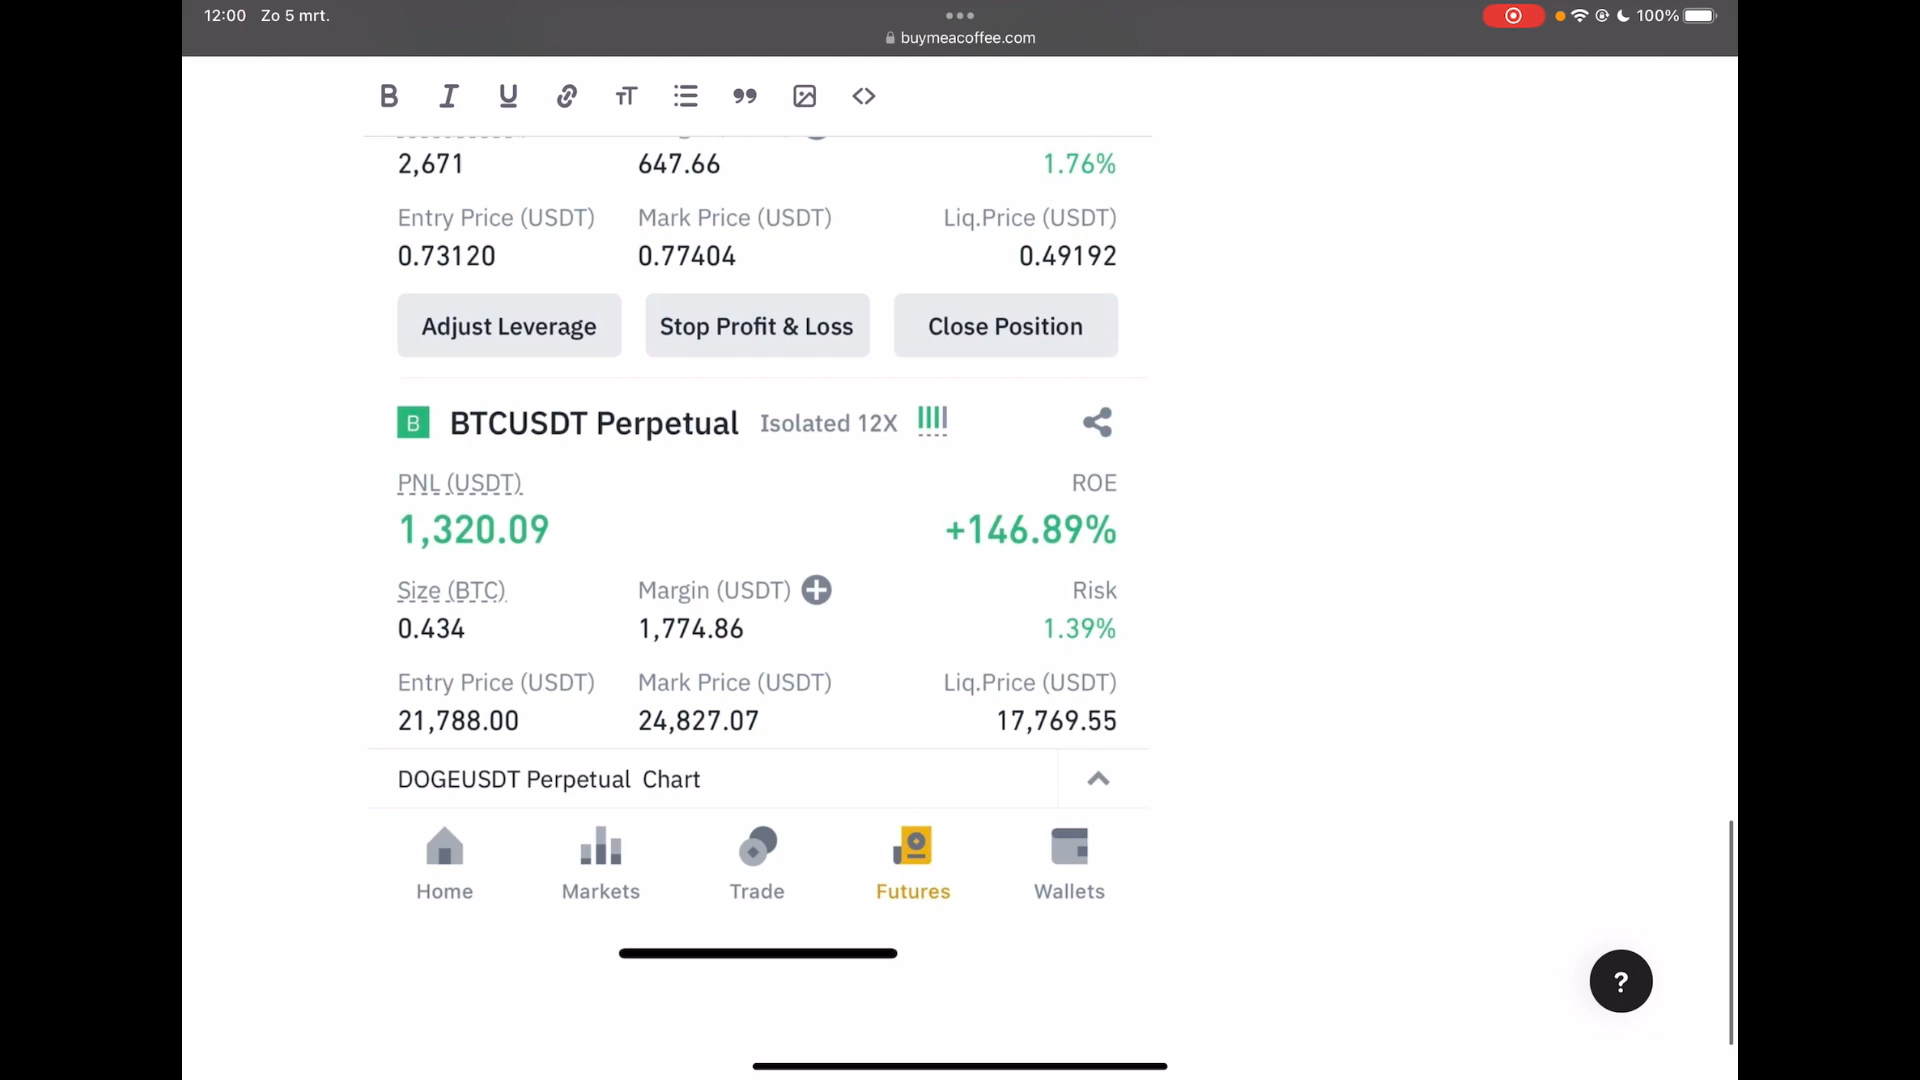 12:00 Zo 5 mrt. 100%
buymeacoffee.com
B I U TT
2,671 647.66 1.76%
Entry Price (USDT) Mark Price (USDT) Liq.Price (USDT)
0.73120 0.77404 0.49192
Adjust Leverage Stop Profit & Loss Close Position
B BTCUSDT Perpetual Isolated 12X
PNL (USDT) ROE
1,320.09 +146.89%
Size (BTC) Margin (USDT) Risk
0.434 1,774.86 1.39%
Entry Price (USDT) Mark Price (USDT) Liq.Price (USDT)
21,788.00 24,827.07 17,769.55
DOGEUSDT Perpetual Chart
Home Markets Trade Futures Wallets
?